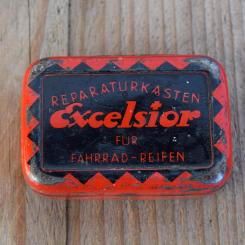 REPARATURKASTEN
Excelsior
FÜR
FAHRRAD-REIFEN